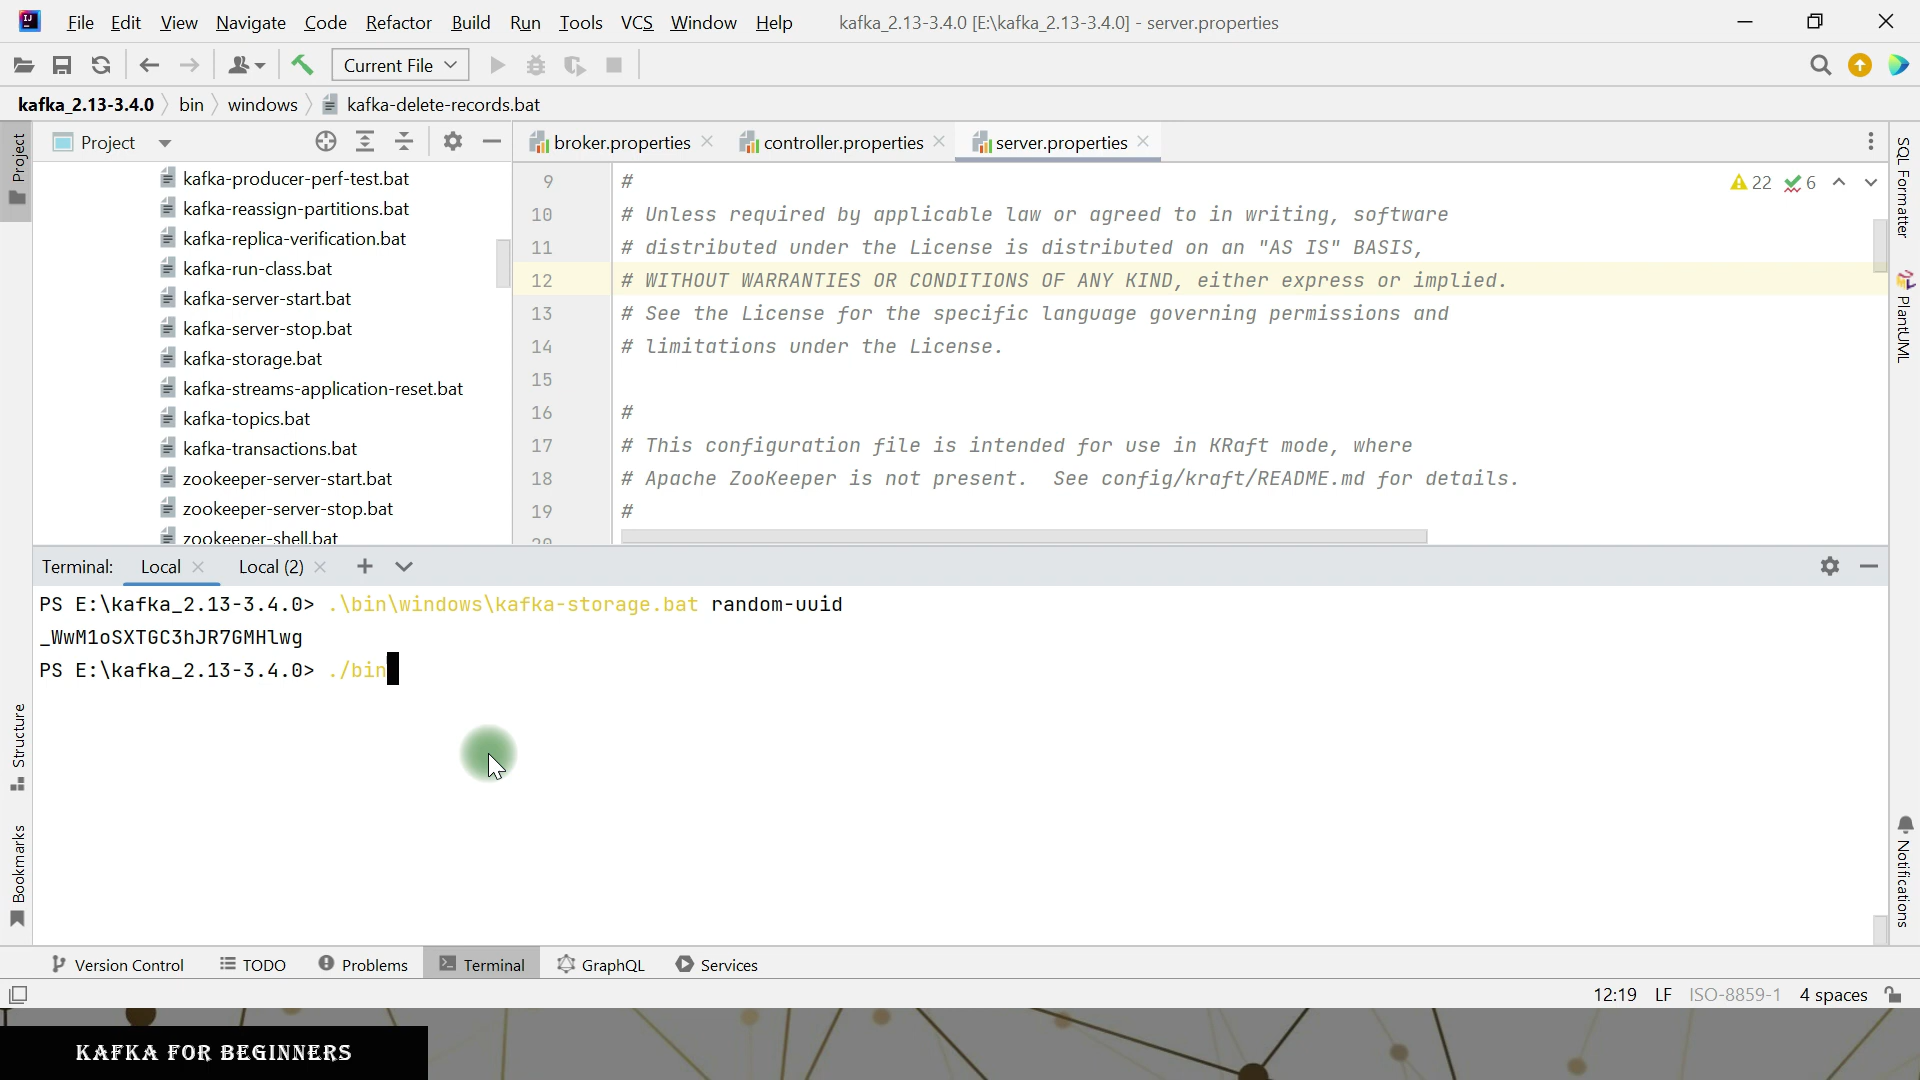 File Edit View Navigate Code Refactor Build Run Tools VCS Window Help kafka_2.13-3.4.0 [E:\kafka_2.13-3.4.0] - server.properties
Current File
kafka_2.13-3.4.0 bin windows kafka-delete-records.bat
Project
Project
kafka-producer-perf-test.bat
kafka-reassign-partitions.bat
kafka-replica-verification.bat
kafka-run-class.bat
kafka-server-start.bat
kafka-server-stop.bat
kafka-storage.bat
kafka-streams-application-reset.bat
kafka-topics.bat
kafka-transactions.bat
zookeeper-server-start.bat
zookeeper-server-stop.bat
zookeeper-shell.bat
broker.properties controller.properties server.properties
22 6
9 #
10 # Unless required by applicable law or agreed to in writing, software
11 # distributed under the License is distributed on an "AS IS" BASIS,
12 # WITHOUT WARRANTIES OR CONDITIONS OF ANY KIND, either express or implied.
13 # See the License for the specific language governing permissions and
14 # limitations under the License.
15
16 #
17 # This configuration file is intended for use in KRaft mode, where
18 # Apache ZooKeeper is not present.  See config/kraft/README.md for details.
19 #
20
SQL Formatter
PlantUML
Notifications
Structure
Bookmarks
Terminal: Local Local (2)
PS E:\kafka_2.13-3.4.0> .\bin\windows\kafka-storage.bat random-uuid
_WwM1oSXTGC3hJR7GMHlwg
PS E:\kafka_2.13-3.4.0> ./bin
Version Control TODO Problems Terminal GraphQL Services
12:19 LF ISO-8859-1 4 spaces
KAFKA FOR BEGINNERS